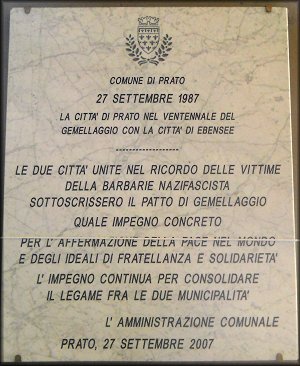 COMUNE DI PRATO
27 SETTEMBRE 1987
LA CITTA' DI PRATO NEL VENTENNALE DEL
GEMELLAGGIO CON LA CITTA' DI EBENSEE
--------------------
LE DUE CITTA' UNITE NEL RICORDO DELLE VITTIME
DELLA BARBARIE NAZIFASCISTA
SOTTOSCRISSERO IL PATTO DI GEMELLAGGIO
QUALE IMPEGNO CONCRETO
PER L'AFFERMAZIONE DELLA PACE NEL MONDO
E DEGLI IDEALI DI FRATELLANZA E SOLIDARIETA'
L' IMPEGNO CONTINUA PER CONSOLIDARE
IL LEGAME FRA LE DUE MUNICIPALITA'
L' AMMINISTRAZIONE COMUNALE
PRATO, 27 SETTEMBRE 2007